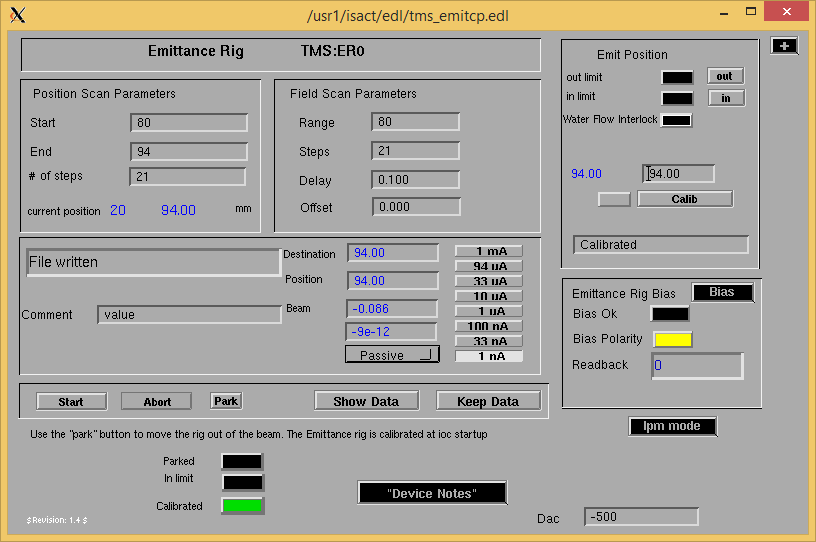 /usr1/isact/edl/tms_emitcp.edl
Emittance Rig TMS:ER0
+
Position Scan Parameters
Start 80
End 94
# of steps 21
current position 20 94.00 mm
Field Scan Parameters
Range 80
Steps 21
Delay 0.100
Offset 0.000
Emit Position
out limit out
in limit in
Water Flow Interlock
94.00 94.00
Calib
Calibrated
File written
Comment value
Destination 94.00
Position 94.00
Beam -0.086
-9e-12
Passive
1 mA
94 uA
33 uA
10 uA
1 uA
100 nA
33 nA
1 nA
Emittance Rig Bias Bias
Bias Ok
Bias Polarity
Readback 0
Start Abort Park Show Data Keep Data
Ipm mode
Use the "park" button to move the rig out of the beam. The Emittance rig is calibrated at ioc startup
Parked
In limit
Calibrated
"Device Notes"
Dac -500
$Revision: 1.4 $